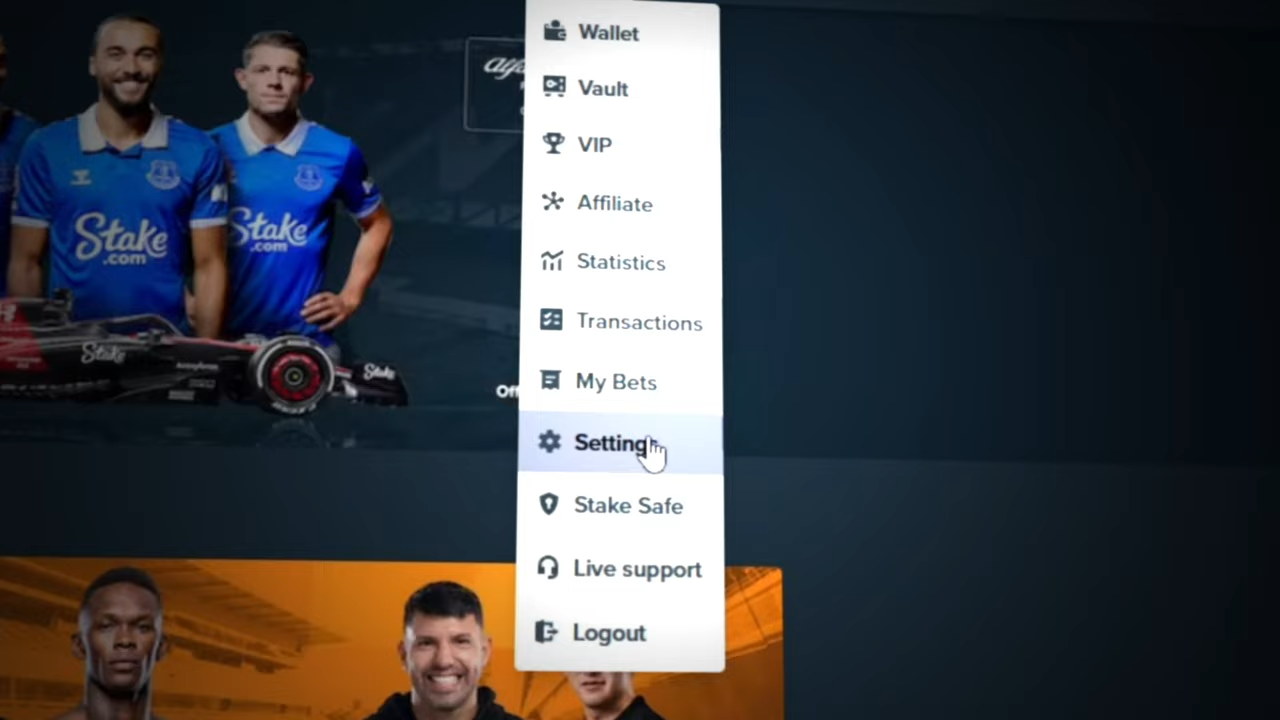 Wallet
Vault
VIP
Affiliate
Statistics
Transactions
My Bets
Settings
Stake Safe
Live support
Logout
Stake
.com
Stake
.com
Stake
Stake